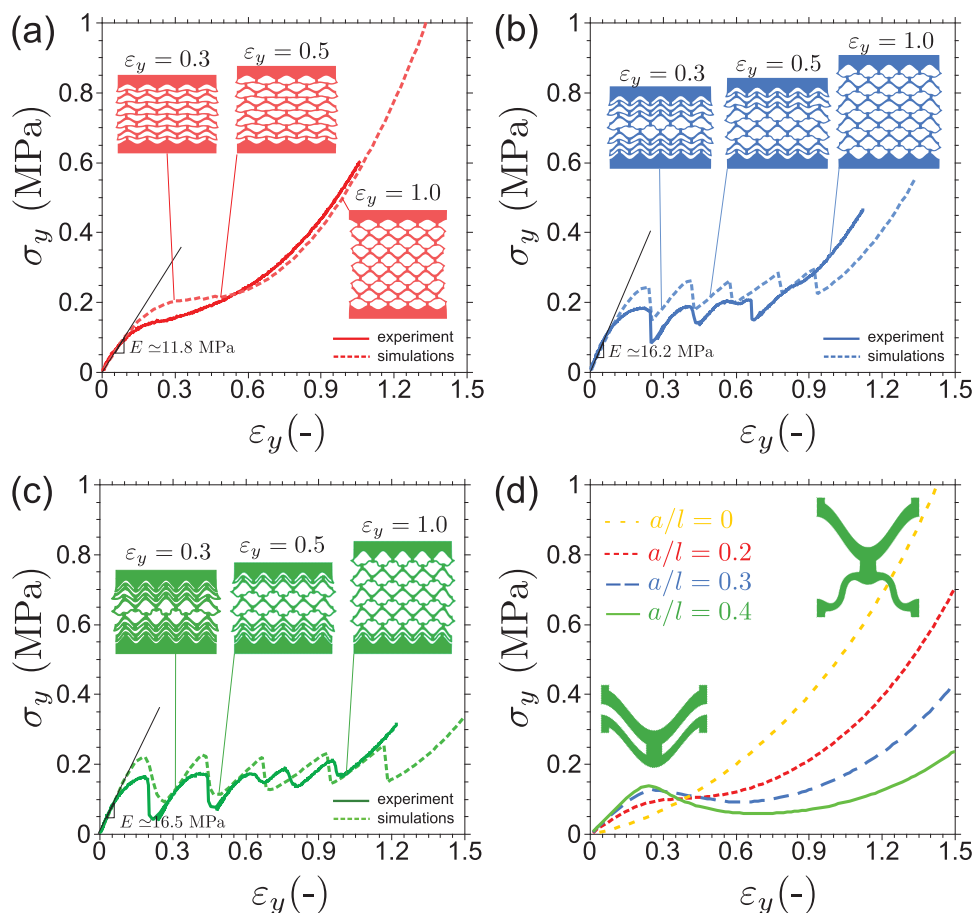 (a)
1
0.8
0.6
0.4
0.2
0
σy (MPa)
εy = 0.3
εy = 0.5
εy = 1.0
E ≃11.8 MPa
experiment
simulations
0 0.3 0.6 0.9 1.2 1.5
εy(-)
(b)
1
0.8
0.6
0.4
0.2
0
σy (MPa)
εy = 0.3
εy = 0.5
εy = 1.0
E ≃16.2 MPa
experiment
simulations
0 0.3 0.6 0.9 1.2 1.5
εy(-)
(c)
1
0.8
0.6
0.4
0.2
0
σy (MPa)
εy = 0.3
εy = 0.5
εy = 1.0
E ≃16.5 MPa
experiment
simulations
0 0.3 0.6 0.9 1.2 1.5
εy(-)
(d)
1
0.8
0.6
0.4
0.2
0
σy (MPa)
a/l = 0
a/l = 0.2
a/l = 0.3
a/l = 0.4
0 0.3 0.6 0.9 1.2 1.5
εy(-)